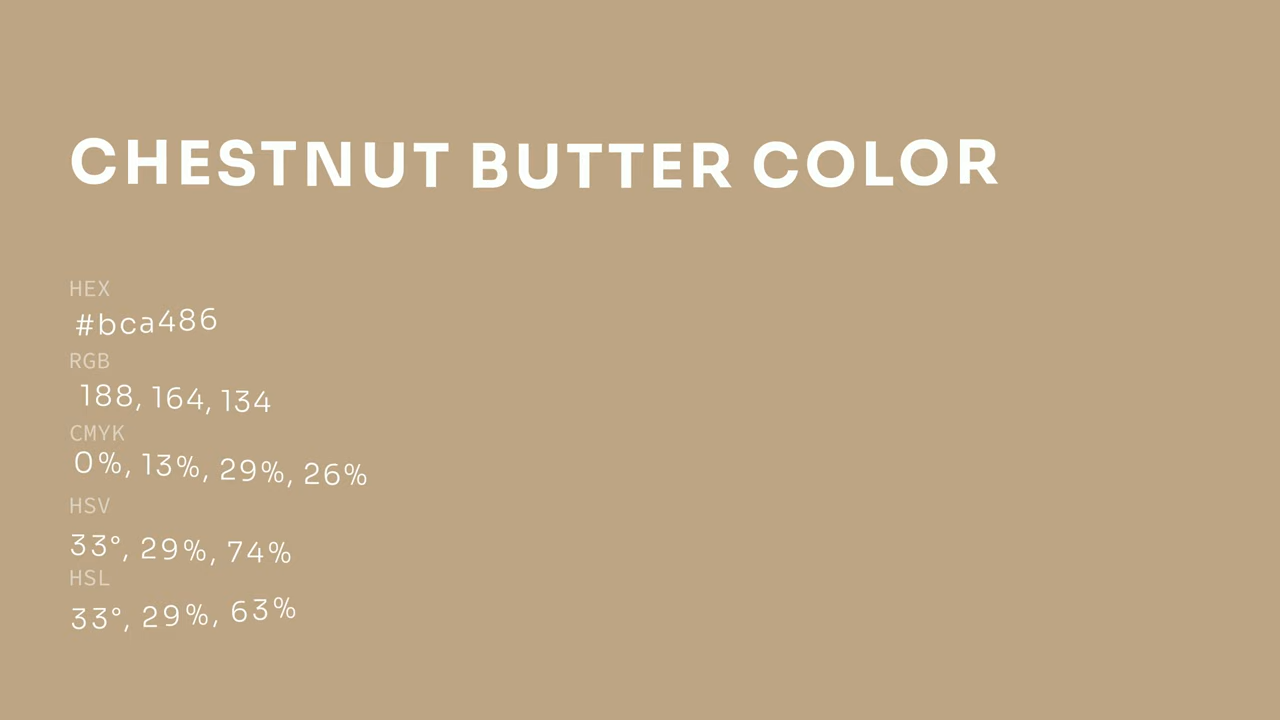 CHESTNUT BUTTER COLOR
HEX
#bca486
RGB
188, 164, 134
CMYK
0%, 13%, 29%, 26%
HSV
33°, 29%, 74%
HSL
33°, 29%, 63%